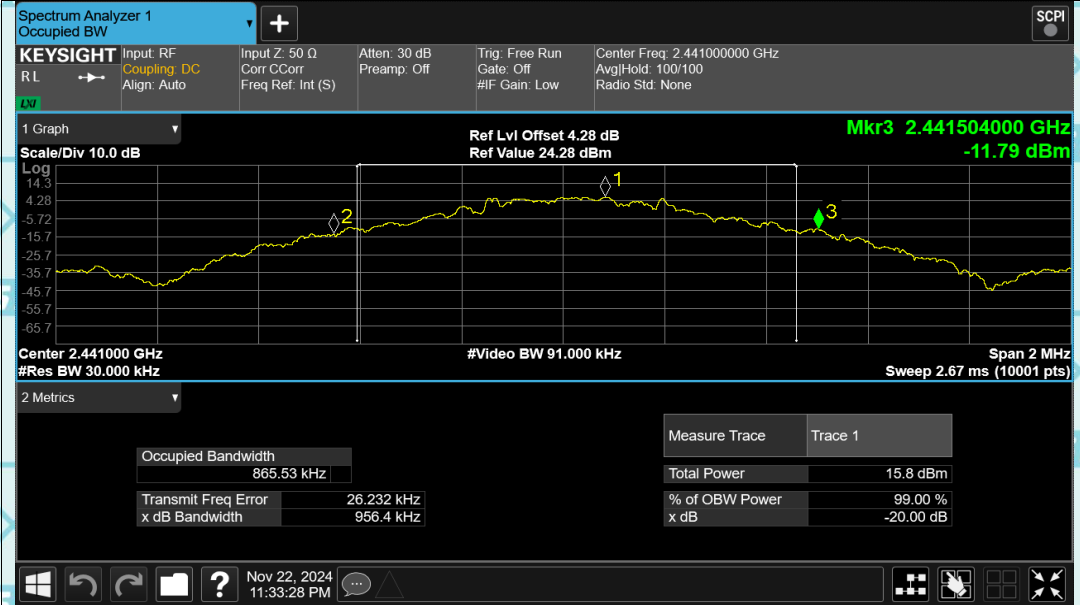 Spectrum Analyzer 1
Occupied BW
SCPI
KEYSIGHT
R L
LXI
Input: RF
Coupling: DC
Align: Auto
Input Z: 50 Ω
Corr CCorr
Freq Ref: Int (S)
Atten: 30 dB
Preamp: Off
Trig: Free Run
Gate: Off
#IF Gain: Low
Center Freq: 2.441000000 GHz
Avg|Hold: 100/100
Radio Std: None
1 Graph
Scale/Div 10.0 dB
Ref Lvl Offset 4.28 dB
Ref Value 24.28 dBm
Mkr3 2.441504000 GHz
-11.79 dBm
Log
14.3
4.28
-5.72
-15.7
-25.7
-35.7
-45.7
-55.7
-65.7
1
2
3
Center 2.441000 GHz
#Video BW 91.000 kHz
Span 2 MHz
#Res BW 30.000 kHz
Sweep 2.67 ms (10001 pts)
2 Metrics
Occupied Bandwidth
865.53 kHz
Transmit Freq Error 26.232 kHz
x dB Bandwidth 956.4 kHz
Measure Trace Trace 1
Total Power 15.8 dBm
% of OBW Power 99.00 %
x dB -20.00 dB
?
Nov 22, 2024
11:33:28 PM